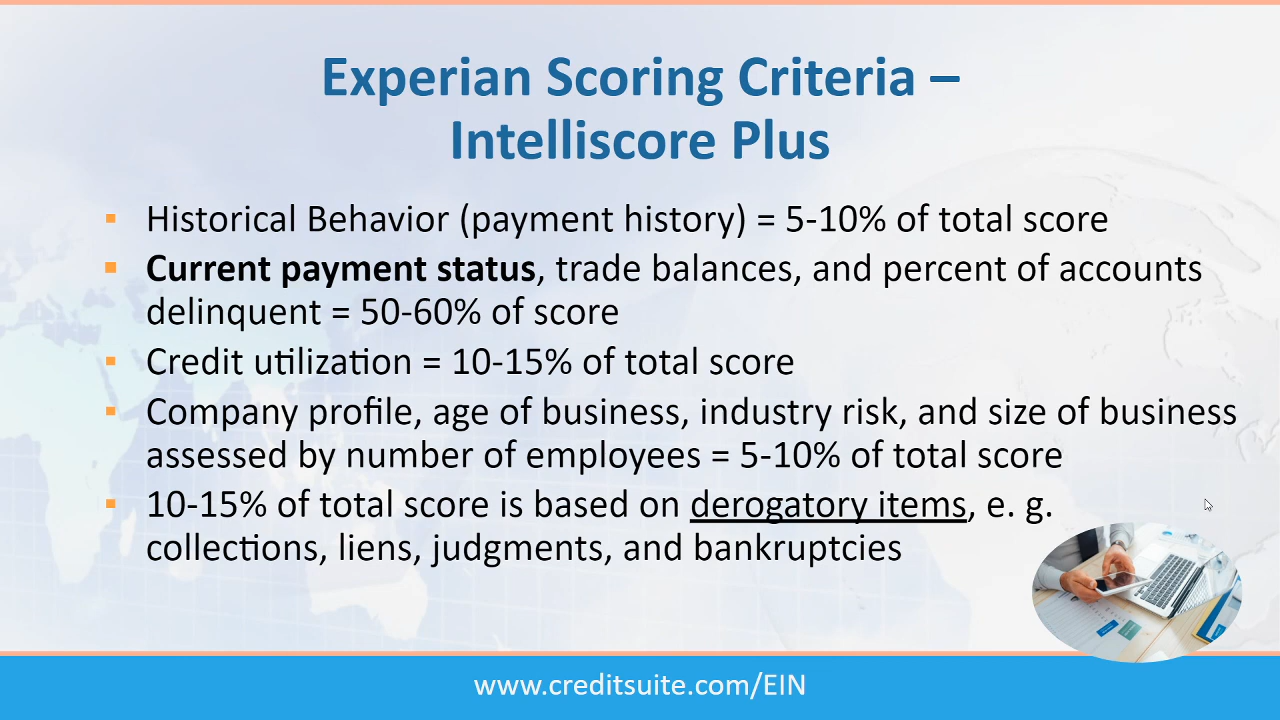 Experian Scoring Criteria –
Intelliscore Plus
▪ Historical Behavior (payment history) = 5-10% of total score
▪ Current payment status, trade balances, and percent of accounts
delinquent = 50-60% of score
▪ Credit utilization = 10-15% of total score
▪ Company profile, age of business, industry risk, and size of business
assessed by number of employees = 5-10% of total score
▪ 10-15% of total score is based on derogatory items, e. g.
collections, liens, judgments, and bankruptcies
www.creditsuite.com/EIN